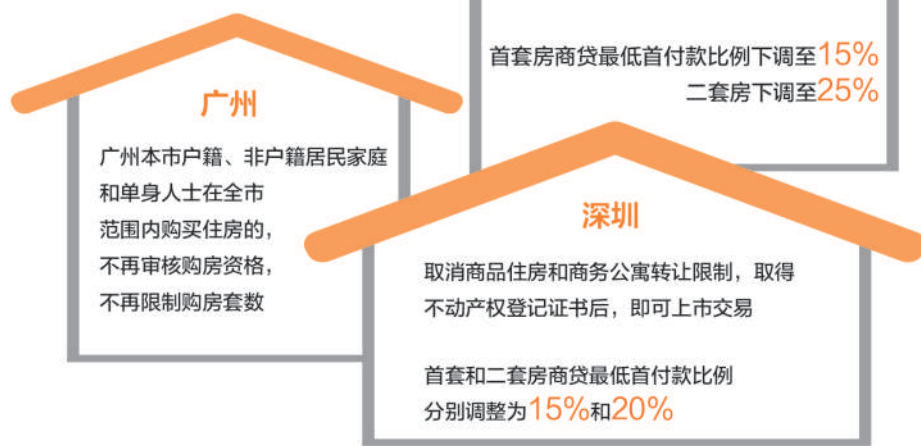 首套房商贷最低首付款比例下调至15%
二套房下调至25%
广州
广州本市户籍、非户籍居民家庭
和单身人士在全市
范围内购买住房的，
不再审核购房资格，
不再限制购房套数
深圳
取消商品住房和商务公寓转让限制，取得
不动产权登记证书后，即可上市交易
首套和二套房商贷最低首付款比例
分别调整为15%和20%